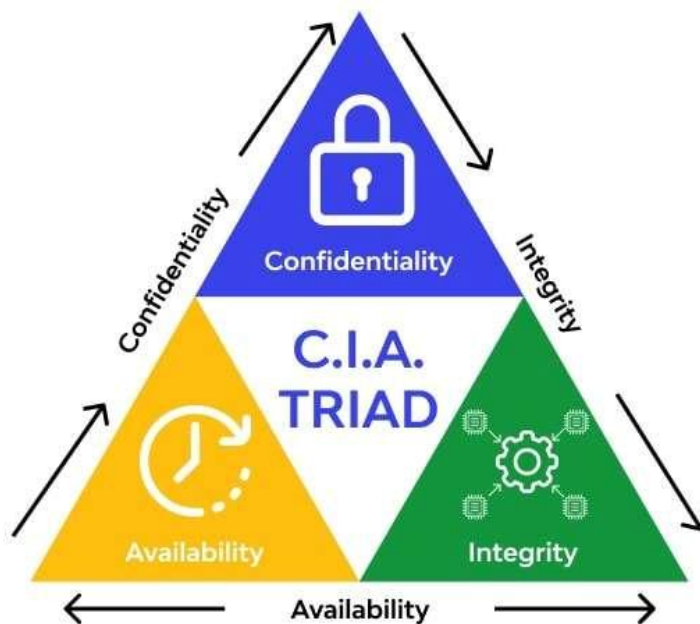 Confidentiality
Integrity
Confidentiality
C.I.A.
TRIAD
Availability
Integrity
Availability